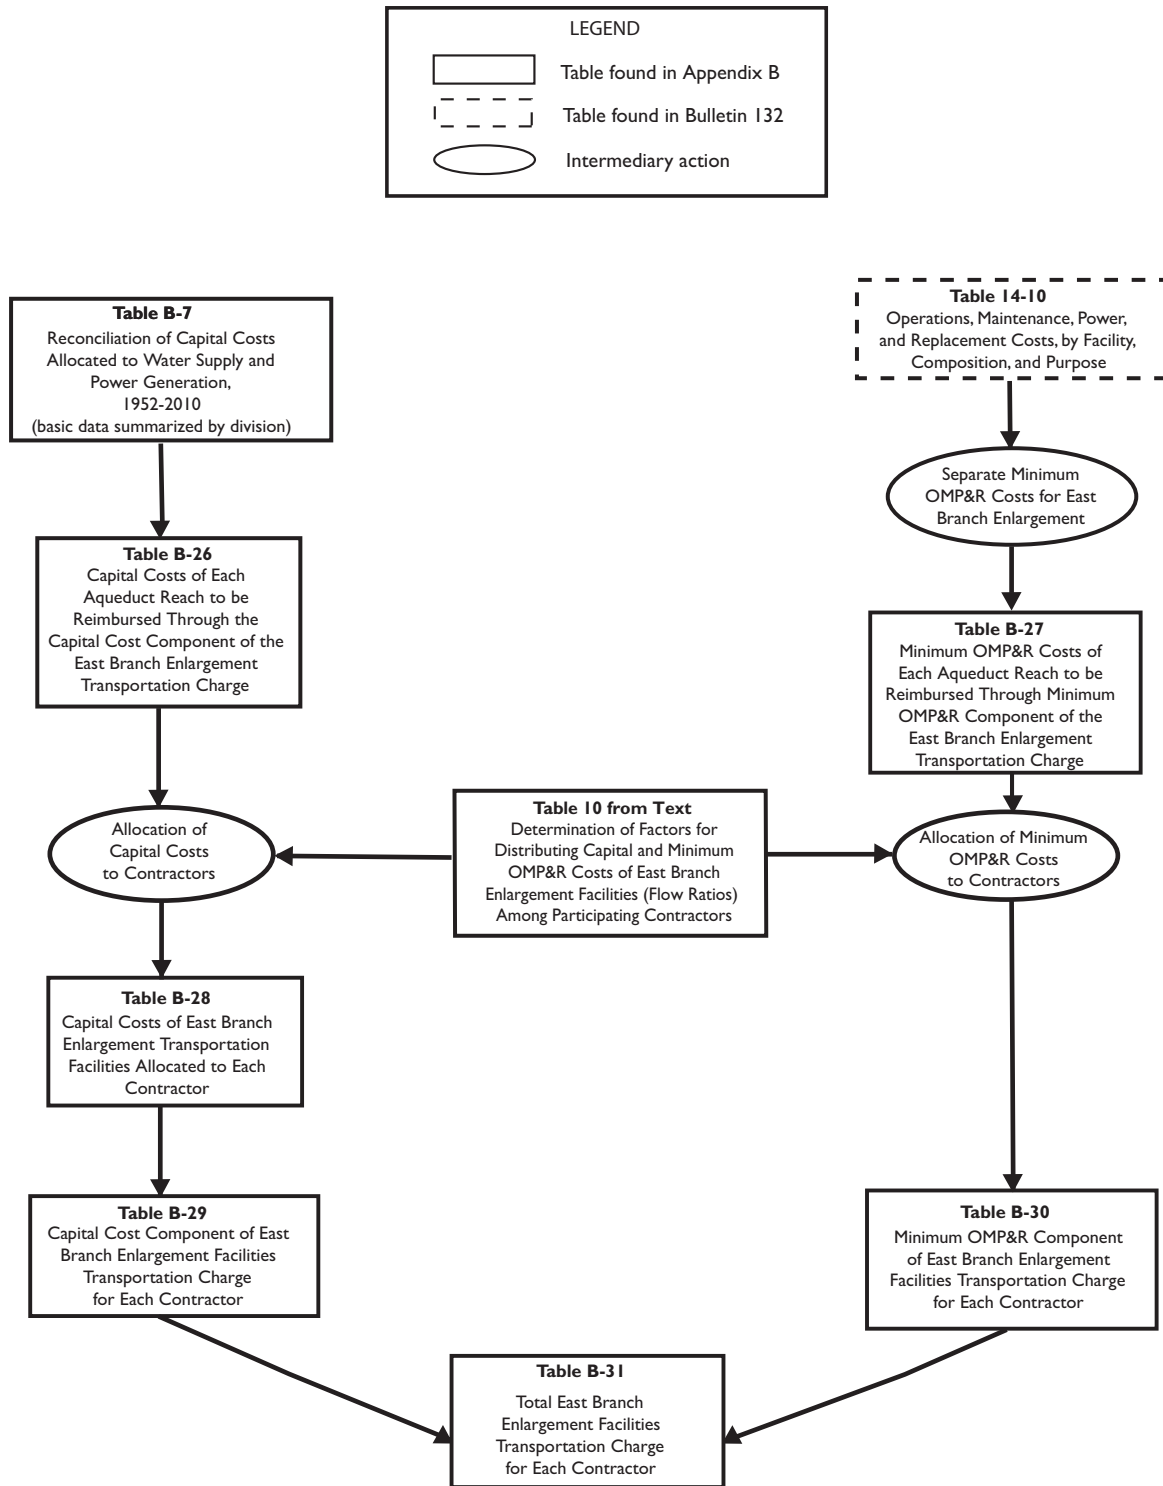 LEGEND
Table found in Appendix B
Table found in Bulletin 132
Intermediary action
Table B-7
Reconciliation of Capital Costs
Allocated to Water Supply and
Power Generation,
1952-2010
(basic data summarized by division)
Table 14-10
Operations, Maintenance, Power,
and Replacement Costs, by Facility,
Composition, and Purpose
Separate Minimum
OMP&R Costs for East
Branch Enlargement
Table B-26
Capital Costs of Each
Aqueduct Reach to be
Reimbursed Through the
Capital Cost Component of the
East Branch Enlargement
Transportation Charge
Table B-27
Minimum OMP&R Costs of
Each Aqueduct Reach to be
Reimbursed Through Minimum
OMP&R Component of the
East Branch Enlargement
Transportation Charge
Allocation of
Capital Costs
to Contractors
Table 10 from Text
Determination of Factors for
Distributing Capital and Minimum
OMP&R Costs of East Branch
Enlargement Facilities (Flow Ratios)
Among Participating Contractors
Allocation of Minimum
OMP&R Costs
to Contractors
Table B-28
Capital Costs of East Branch
Enlargement Transportation
Facilities Allocated to Each
Contractor
Table B-29
Capital Cost Component of East
Branch Enlargement Facilities
Transportation Charge
for Each Contractor
Table B-30
Minimum OMP&R Component
of East Branch Enlargement
Facilities Transportation Charge
for Each Contractor
Table B-31
Total East Branch
Enlargement Facilities
Transportation Charge
for Each Contractor